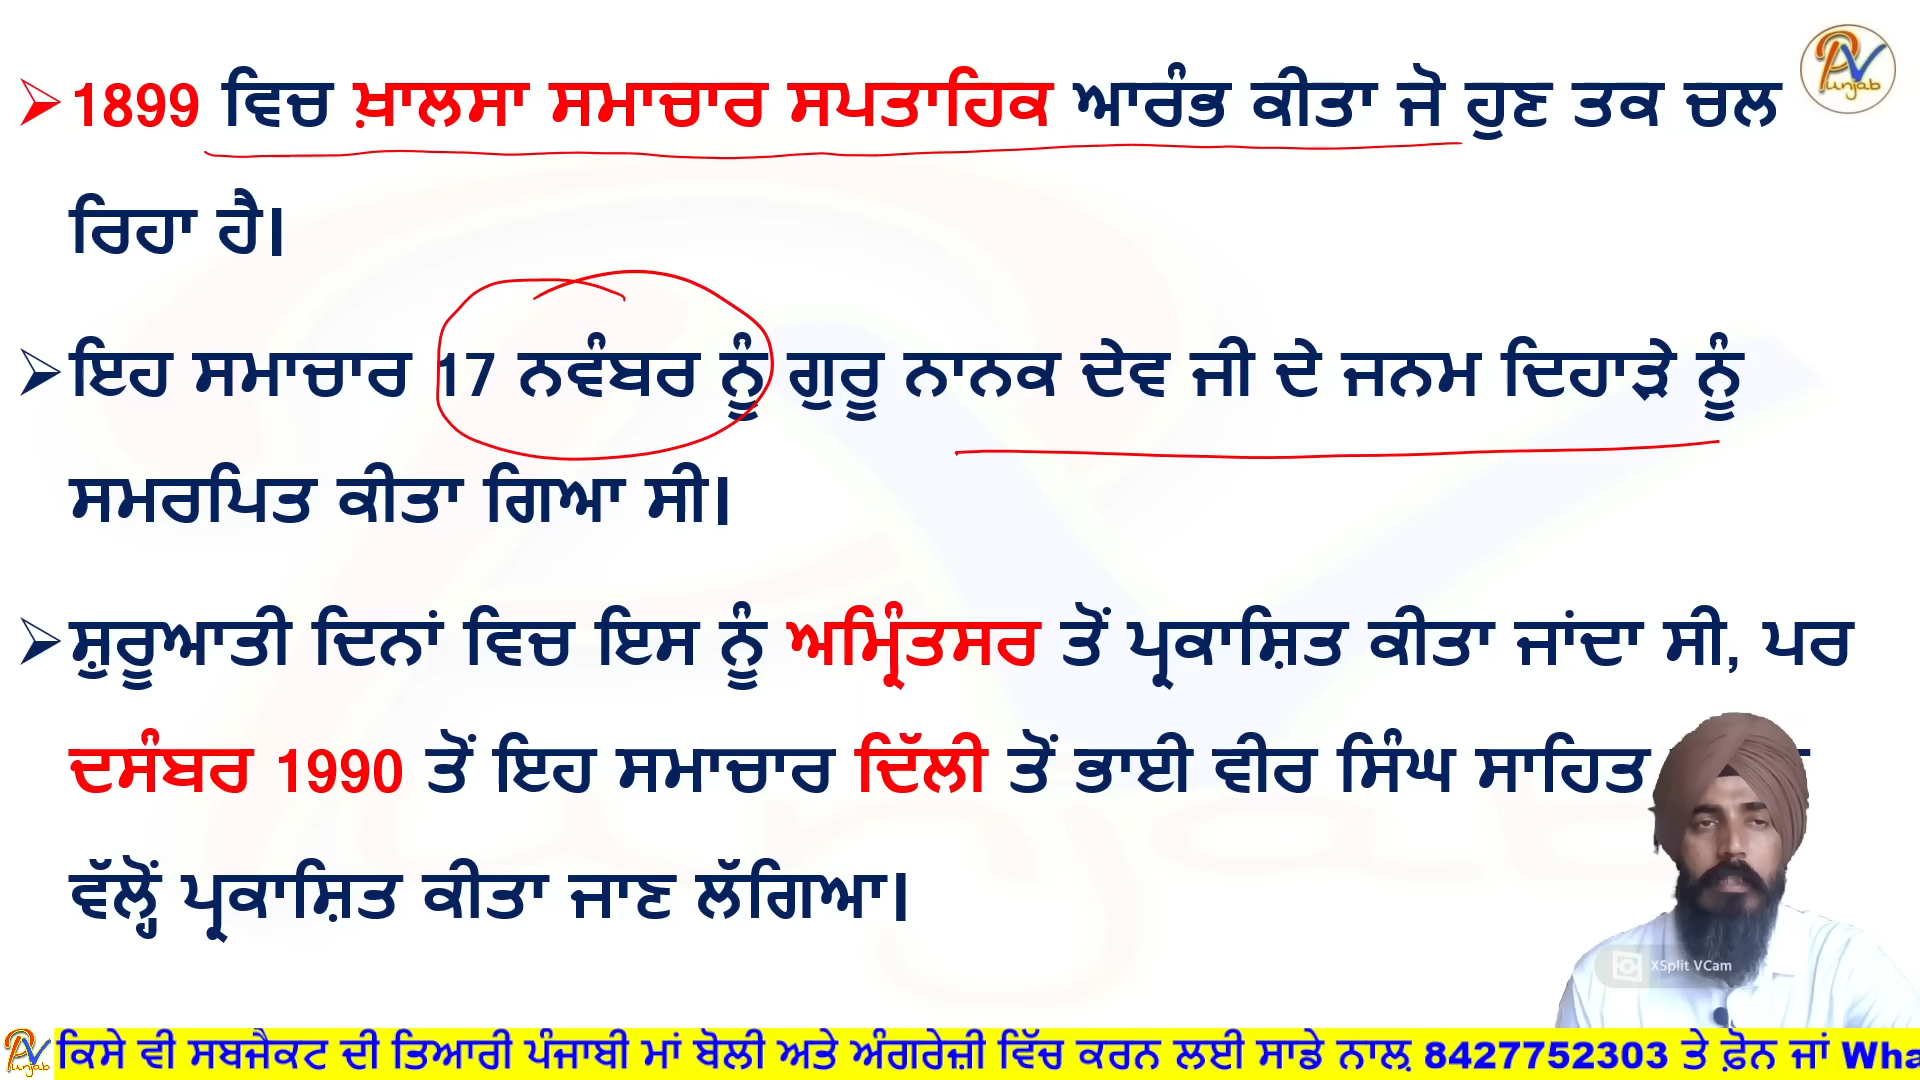 1899 ਵਿਚ ਖ਼ਾਲਸਾ ਸਮਾਚਾਰ ਸਪਤਾਹਿਕ ਆਰੰਭ ਕੀਤਾ ਜੋ ਹੁਣ ਤਕ ਚਲ
ਰਿਹਾ ਹੈ।
ਇਹ ਸਮਾਚਾਰ 17 ਨਵੰਬਰ ਨੂੰ ਗੁਰੂ ਨਾਨਕ ਦੇਵ ਜੀ ਦੇ ਜਨਮ ਦਿਹਾੜੇ ਨੂੰ
ਸਮਰਪਿਤ ਕੀਤਾ ਗਿਆ ਸੀ।
ਸ਼ੁਰੂਆਤੀ ਦਿਨਾਂ ਵਿਚ ਇਸ ਨੂੰ ਅਮ੍ਰਿੰਤਸਰ ਤੋਂ ਪ੍ਰਕਾਸ਼ਿਤ ਕੀਤਾ ਜਾਂਦਾ ਸੀ, ਪਰ
ਦਸੰਬਰ 1990 ਤੋਂ ਇਹ ਸਮਾਚਾਰ ਦਿੱਲੀ ਤੋਂ ਭਾਈ ਵੀਰ ਸਿੰਘ ਸਾਹਿਤ
ਵੱਲ੍ਹੋਂ ਪ੍ਰਕਾਸ਼ਿਤ ਕੀਤਾ ਜਾਣ ਲੱਗਿਆ।
XSplit VCam
ਕਿਸੇ ਵੀ ਸਬਜੈਕਟ ਦੀ ਤਿਆਰੀ ਪੰਜਾਬੀ ਮਾਂ ਬੋਲੀ ਅਤੇ ਅੰਗਰੇਜ਼ੀ ਵਿੱਚ ਕਰਨ ਲਈ ਸਾਡੇ ਨਾਲ਼ 8427752303 ਤੇ ਫ਼ੋਨ ਜਾਂ